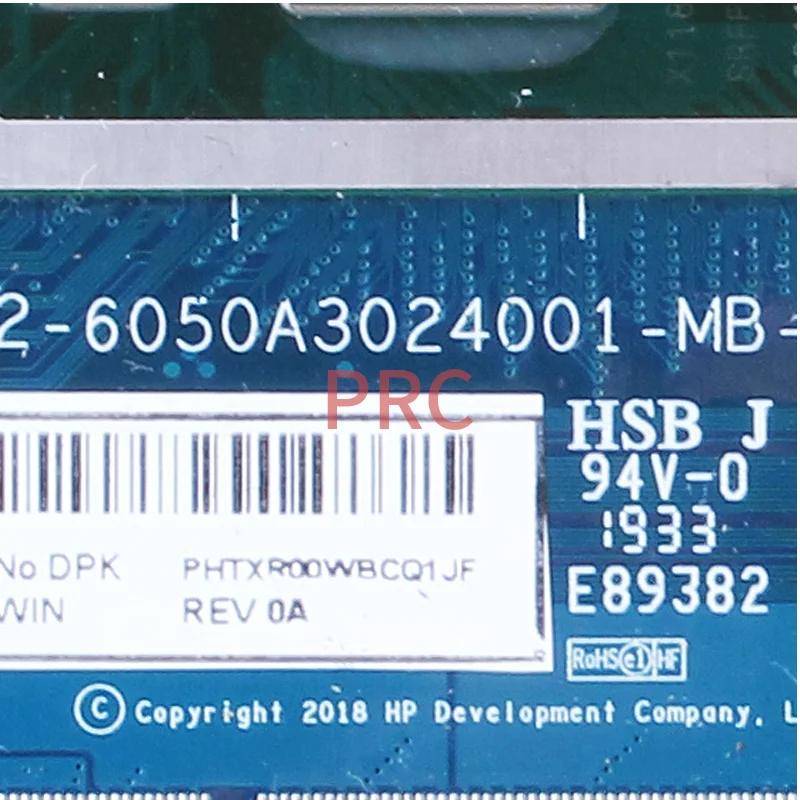 2-6050A3024001-MB-
PRC
HSB J
94V-0
1933
E89382
No DPK PHTXR00WBCQ1JF
WIN REV 0A
RoHS e1 HF
© Copyright 2018 HP Development Company, L